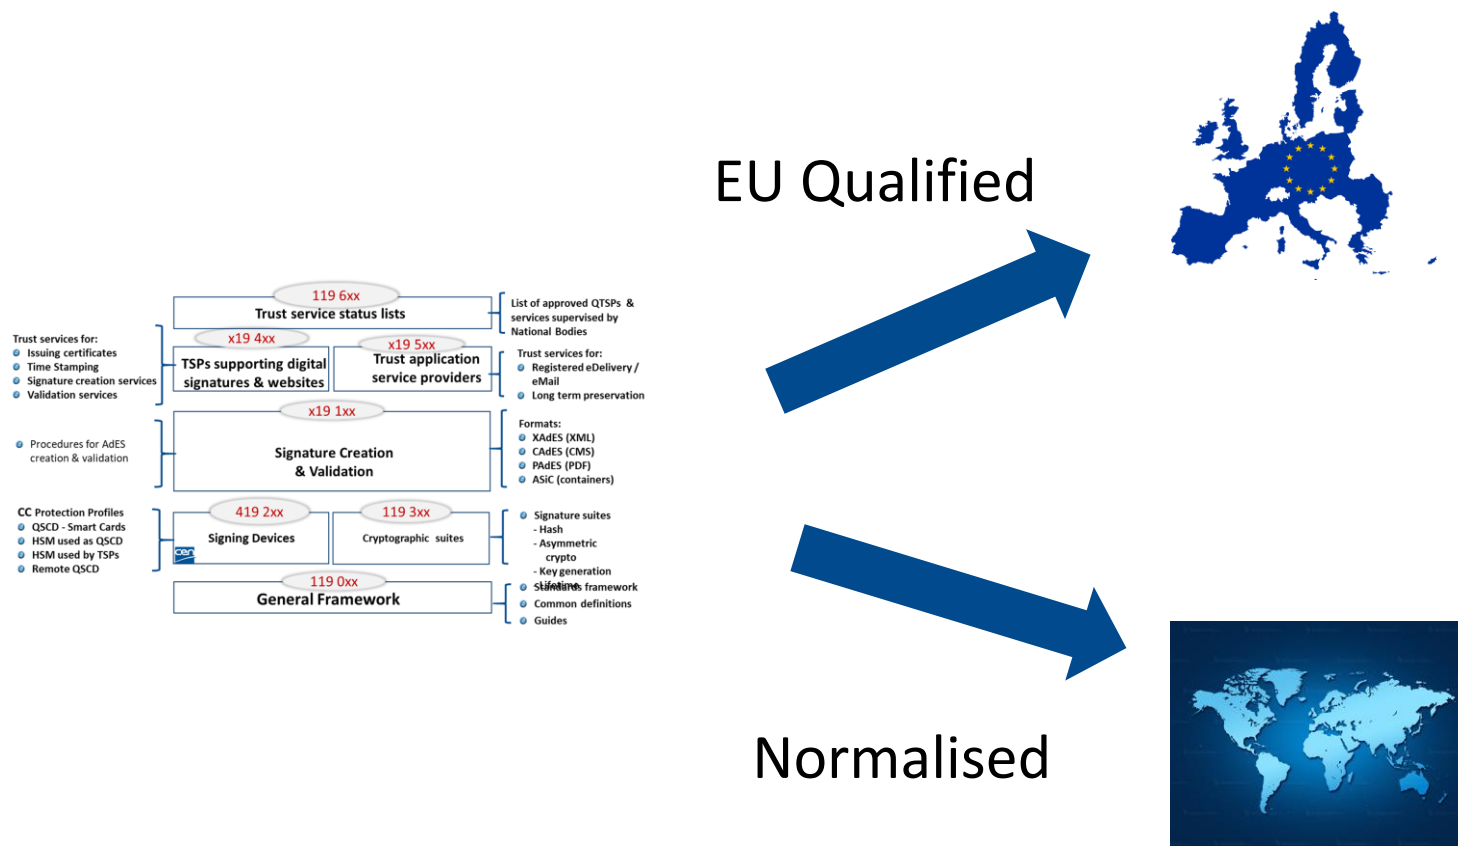 EU Qualified
119 6xx
Trust service status lists
List of approved QTSPs &
services supervised by
National Bodies
Trust services for:
Issuing certificates
Time Stamping
Signature creation services
Validation services
x19 4xx
TSPs supporting digital
signatures & websites
x19 5xx
Trust application
service providers
Trust services for:
Registered eDelivery /
eMail
Long term preservation
x19 1xx
Signature Creation
& Validation
Procedures for AdES
creation & validation
Formats:
XAdES (XML)
CAdES (CMS)
PAdES (PDF)
ASiC (containers)
CC Protection Profiles
QSCD - Smart Cards
HSM used as QSCD
HSM used by TSPs
Remote QSCD
419 2xx
Signing Devices
cen
119 3xx
Cryptographic suites
Signature suites
- Hash
- Asymmetric
crypto
- Key generation
- Lifetime
119 0xx
General Framework
Standards framework
Common definitions
Guides
Normalised